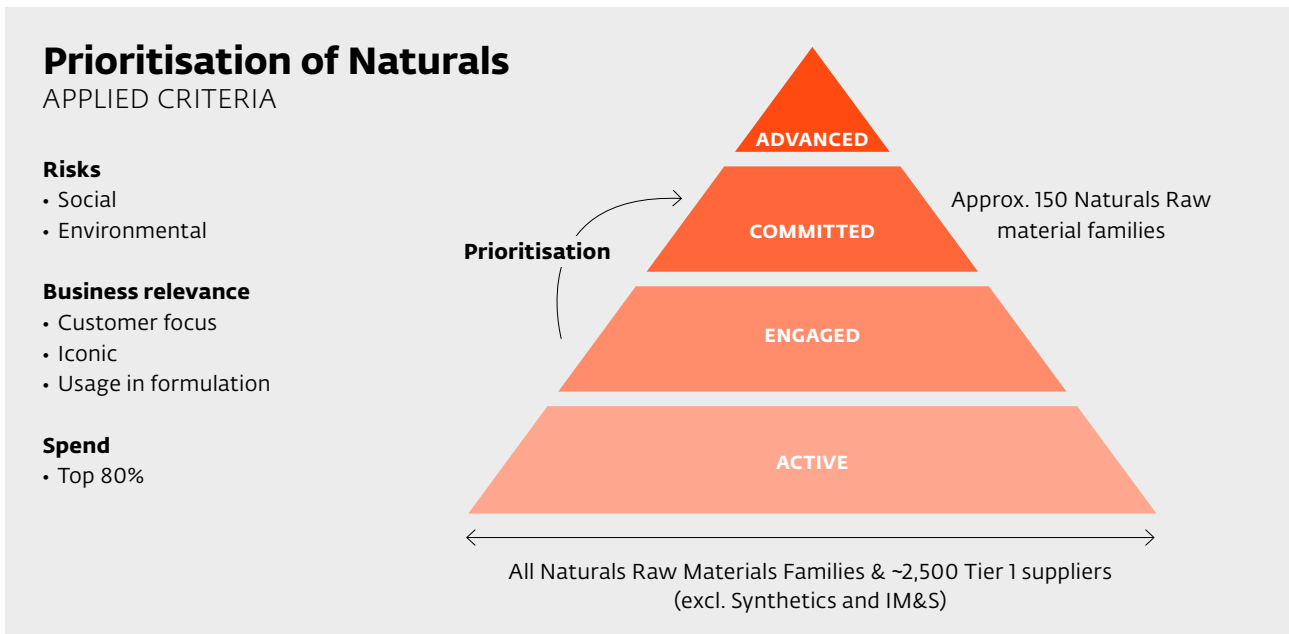 Prioritisation of Naturals
APPLIED CRITERIA
Risks
• Social
• Environmental
Business relevance
• Customer focus
• Iconic
• Usage in formulation
Spend
• Top 80%
Prioritisation
ADVANCED
COMMITTED
ENGAGED
ACTIVE
Approx. 150 Naturals Raw
material families
All Naturals Raw Materials Families & ~2,500 Tier 1 suppliers
(excl. Synthetics and IM&S)